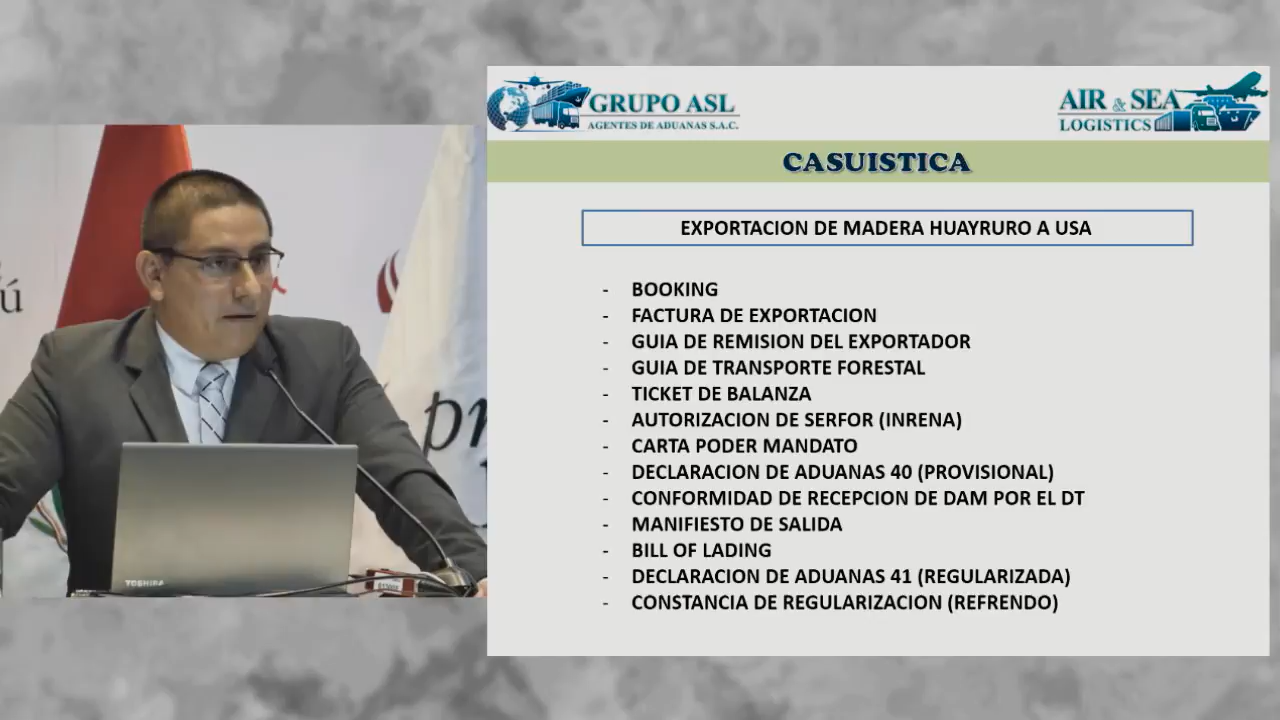 GRUPO ASL
AGENTES DE ADUANAS S.A.C.
AIR & SEA
LOGISTICS
CASUISTICA
EXPORTACION DE MADERA HUAYRURO A USA
- BOOKING
- FACTURA DE EXPORTACION
- GUIA DE REMISION DEL EXPORTADOR
- GUIA DE TRANSPORTE FORESTAL
- TICKET DE BALANZA
- AUTORIZACION DE SERFOR (INRENA)
- CARTA PODER MANDATO
- DECLARACION DE ADUANAS 40 (PROVISIONAL)
- CONFORMIDAD DE RECEPCION DE DAM POR EL DT
- MANIFIESTO DE SALIDA
- BILL OF LADING
- DECLARACION DE ADUANAS 41 (REGULARIZADA)
- CONSTANCIA DE REGULARIZACION (REFRENDO)
TOSHIBA